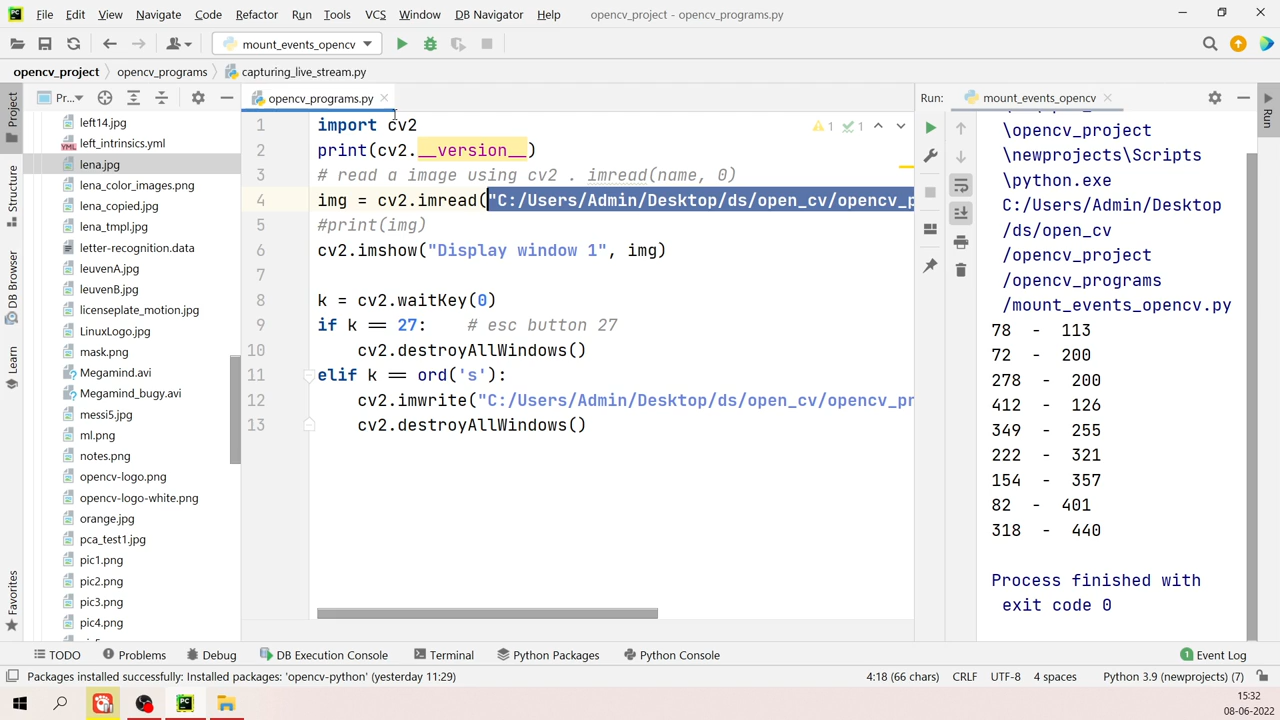 File Edit View Navigate Code Refactor Run Tools VCS Window DB Navigator Help opencv_project - opencv_programs.py
mount_events_opencv
opencv_project opencv_programs capturing_live_stream.py
Project
Structure
DB Browser
Learn
Favorites
Pr...
left14.jpg
left_intrinsics.yml
lena.jpg
lena_color_images.png
lena_copied.jpg
lena_tmpl.jpg
letter-recognition.data
leuvenA.jpg
leuvenB.jpg
licenseplate_motion.jpg
LinuxLogo.jpg
mask.png
Megamind.avi
Megamind_bugy.avi
messi5.jpg
ml.png
notes.png
opencv-logo.png
opencv-logo-white.png
orange.jpg
pca_test1.jpg
pic1.png
pic2.png
pic3.png
pic4.png
opencv_programs.py
1 import cv2
2 print(cv2.__version__)
3 # read a image using cv2 . imread(name, 0)
4 img = cv2.imread("C:/Users/Admin/Desktop/ds/open_cv/opencv_p
5 #print(img)
6 cv2.imshow("Display window 1", img)
7
8 k = cv2.waitKey(0)
9 if k == 27: # esc button 27
10 cv2.destroyAllWindows()
11 elif k == ord('s'):
12 cv2.imwrite("C:/Users/Admin/Desktop/ds/open_cv/opencv_pr
13 cv2.destroyAllWindows()
1 1
Run: mount_events_opencv
\opencv_project
\newprojects\Scripts
\python.exe
C:/Users/Admin/Desktop
/ds/open_cv
/opencv_project
/opencv_programs
/mount_events_opencv.py
78 - 113
72 - 200
278 - 200
412 - 126
349 - 255
222 - 321
154 - 357
82 - 401
318 - 440
Process finished with
exit code 0
Run
TODO Problems Debug DB Execution Console Terminal Python Packages Python Console 1 Event Log
Packages installed successfully: Installed packages: 'opencv-python' (yesterday 11:29) 4:18 (66 chars) CRLF UTF-8 4 spaces Python 3.9 (newprojects) (7)
15:32
08-06-2022